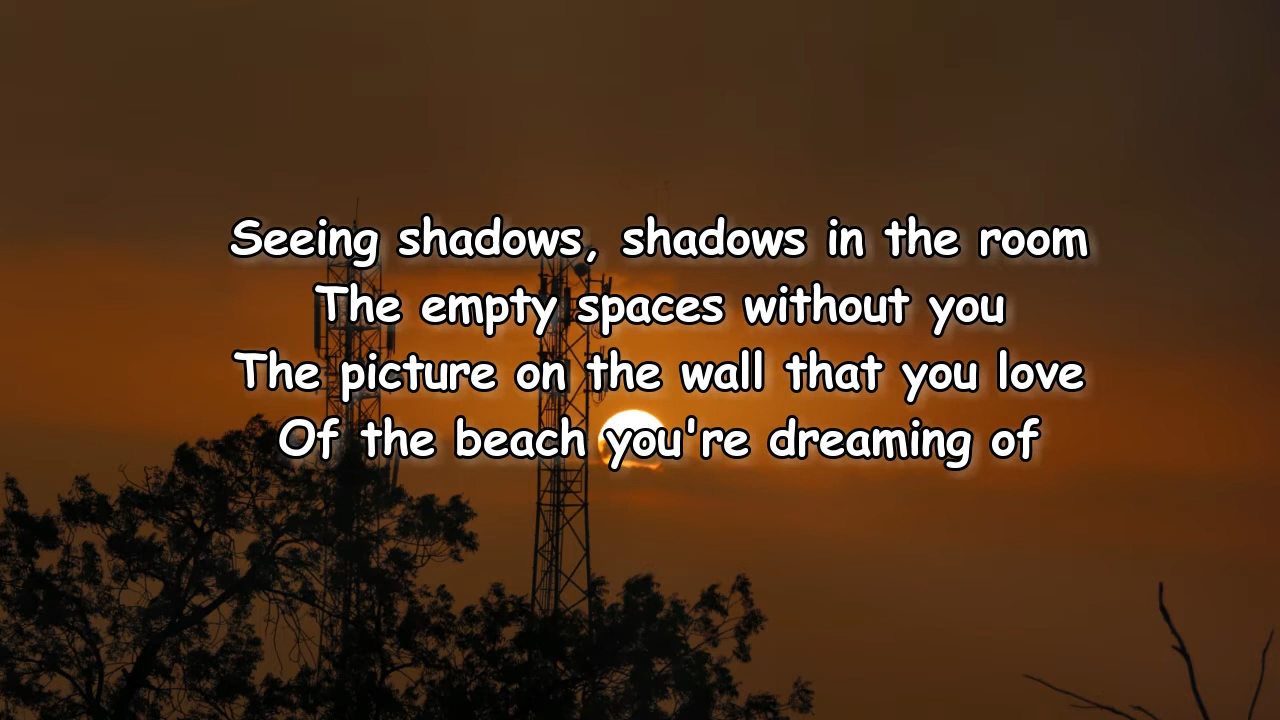 Seeing shadows, shadows in the room
The empty spaces without you
The picture on the wall that you love
Of the beach you're dreaming of